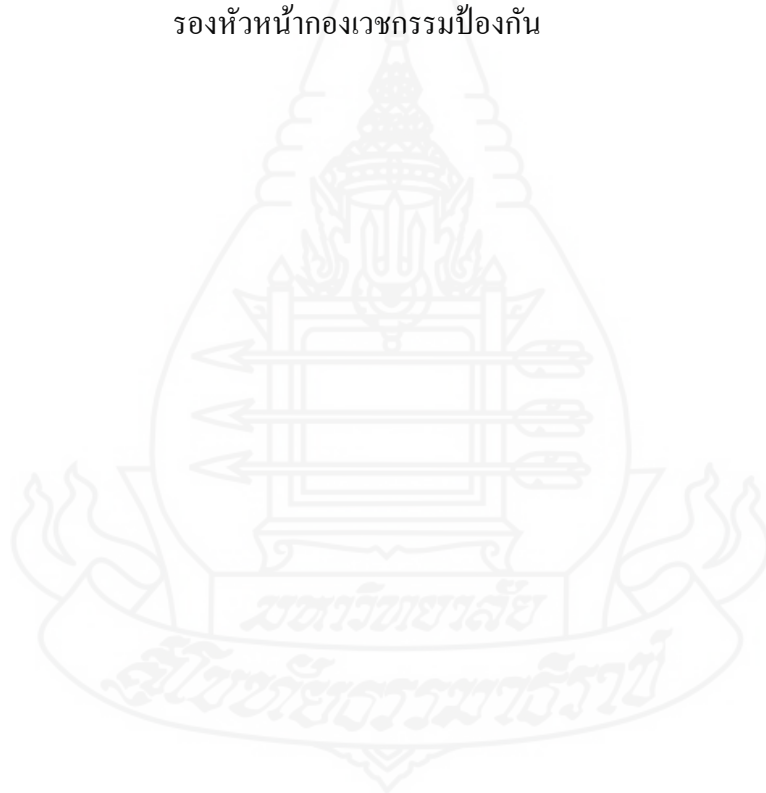 รองหัวหน้ากองเวชกรรมป้องกัน
มหาวิทยาลัย
สุโขทัยธรรมาธิราช